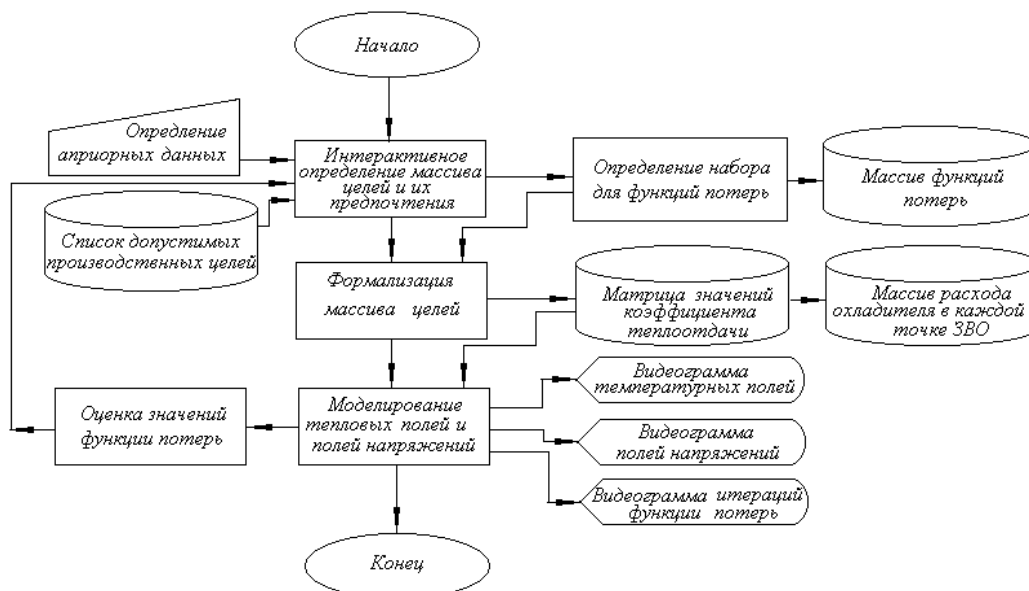 Начало
Опредление
априорных данных
Интерактивное
определение массива
целей и их
предпочтения
Определение набора
для функций потерь
Массив функций
потерь
Список допустимых
производственных целей
Формализация
массива целей
Матрица значений
коэффициента
теплоотдачи
Массив расхода
охладителя в каждой
точке ЗВО
Видеограмма
температурных полей
Оценка значений
функции потерь
Моделирование
тепловых полей и
полей напряжений
Видеограмма
полей напряжений
Видеограмма итераций
функции потерь
Конец